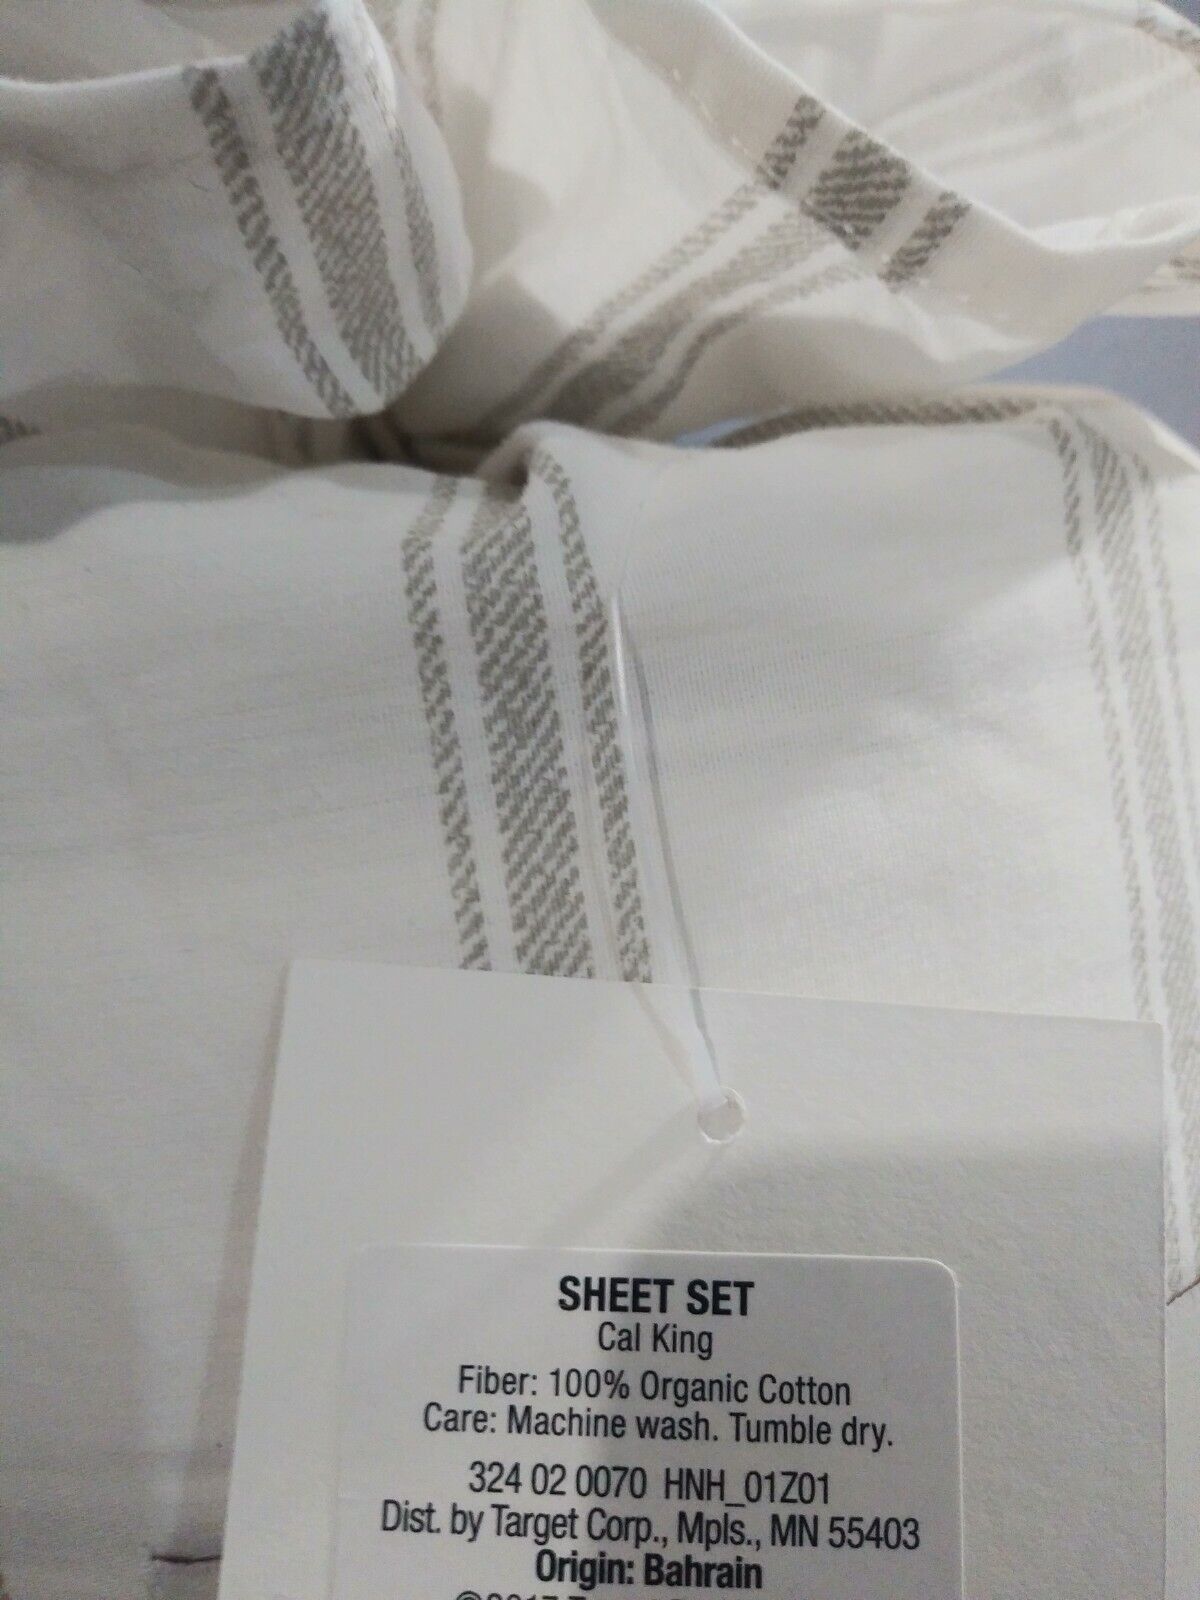 SHEET SET
Cal King
Fiber: 100% Organic Cotton
Care: Machine wash. Tumble dry.
324 02 0070 HNH_01Z01
Dist. by Target Corp., Mpls., MN 55403
Origin: Bahrain